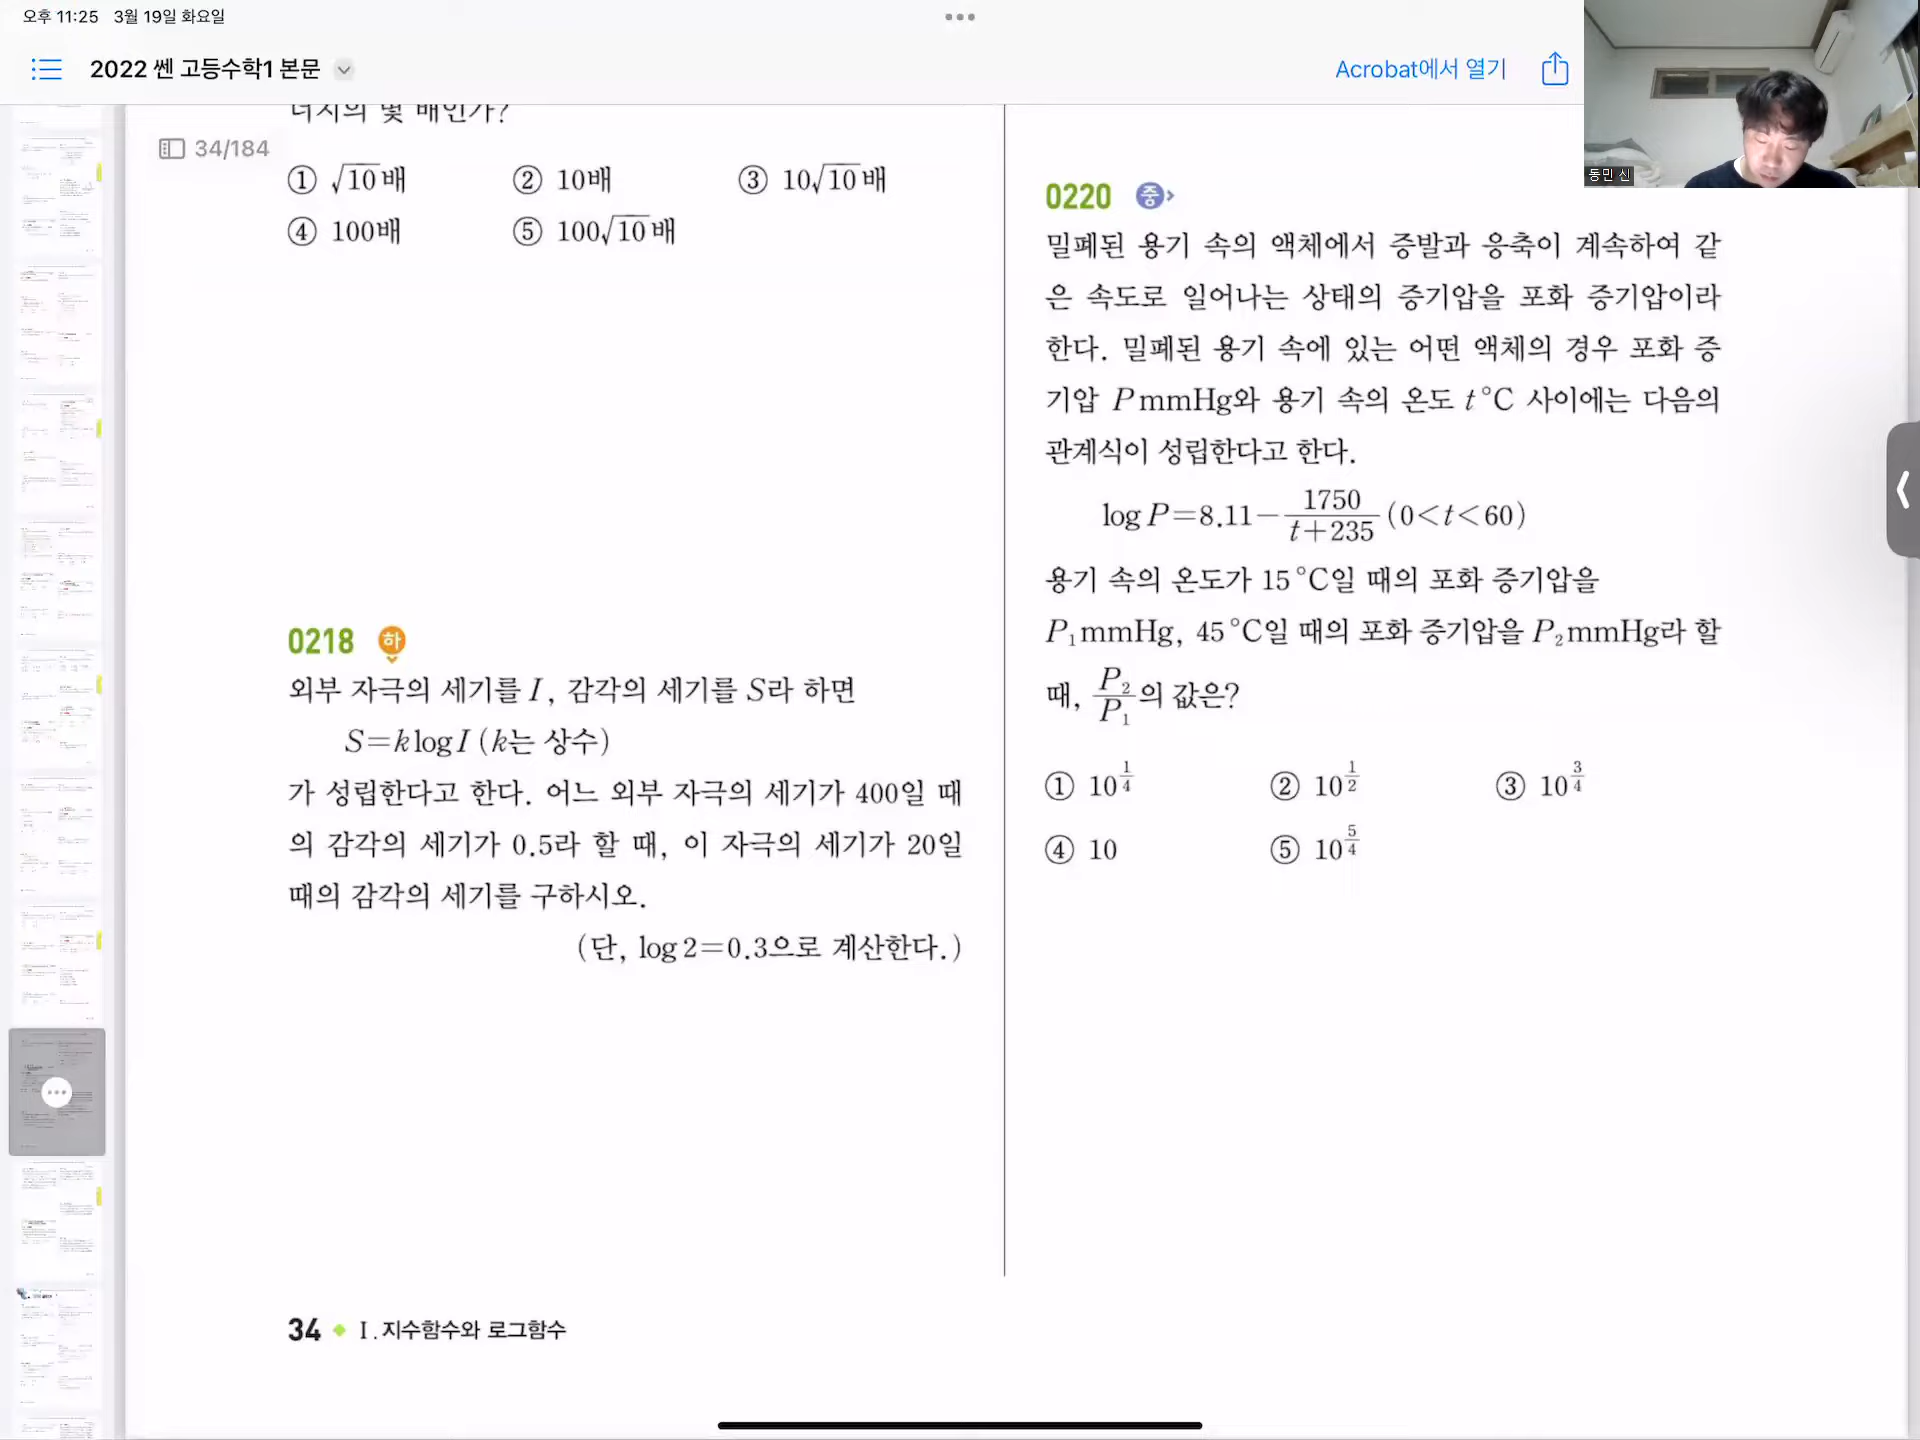 오후 11:25 3월 19일 화요일
2022 쎈 고등수학1 본문
Acrobat에서 열기
동민 신
34/184
너지의 몇 배인가?
① √10배 ② 10배 ③ 10√10배
④ 100배 ⑤ 100√10배
0218 하
외부 자극의 세기를 I, 감각의 세기를 S라 하면
S=k log I (k는 상수)
가 성립한다고 한다. 어느 외부 자극의 세기가 400일 때
의 감각의 세기가 0.5라 할 때, 이 자극의 세기가 20일
때의 감각의 세기를 구하시오.
(단, log 2=0.3으로 계산한다.)
34 Ⅰ. 지수함수와 로그함수
0220 중
밀폐된 용기 속의 액체에서 증발과 응축이 계속하여 같
은 속도로 일어나는 상태의 증기압을 포화 증기압이라
한다. 밀폐된 용기 속에 있는 어떤 액체의 경우 포화 증
기압 P mmHg와 용기 속의 온도 t °C 사이에는 다음의
관계식이 성립한다고 한다.
log P=8.11-1750/(t+235) (0<t<60)
용기 속의 온도가 15 °C일 때의 포화 증기압을
P₁mmHg, 45 °C일 때의 포화 증기압을 P₂mmHg라 할
때, P₂/P₁의 값은?
① 10^(1/4) ② 10^(1/2) ③ 10^(3/4)
④ 10 ⑤ 10^(5/4)